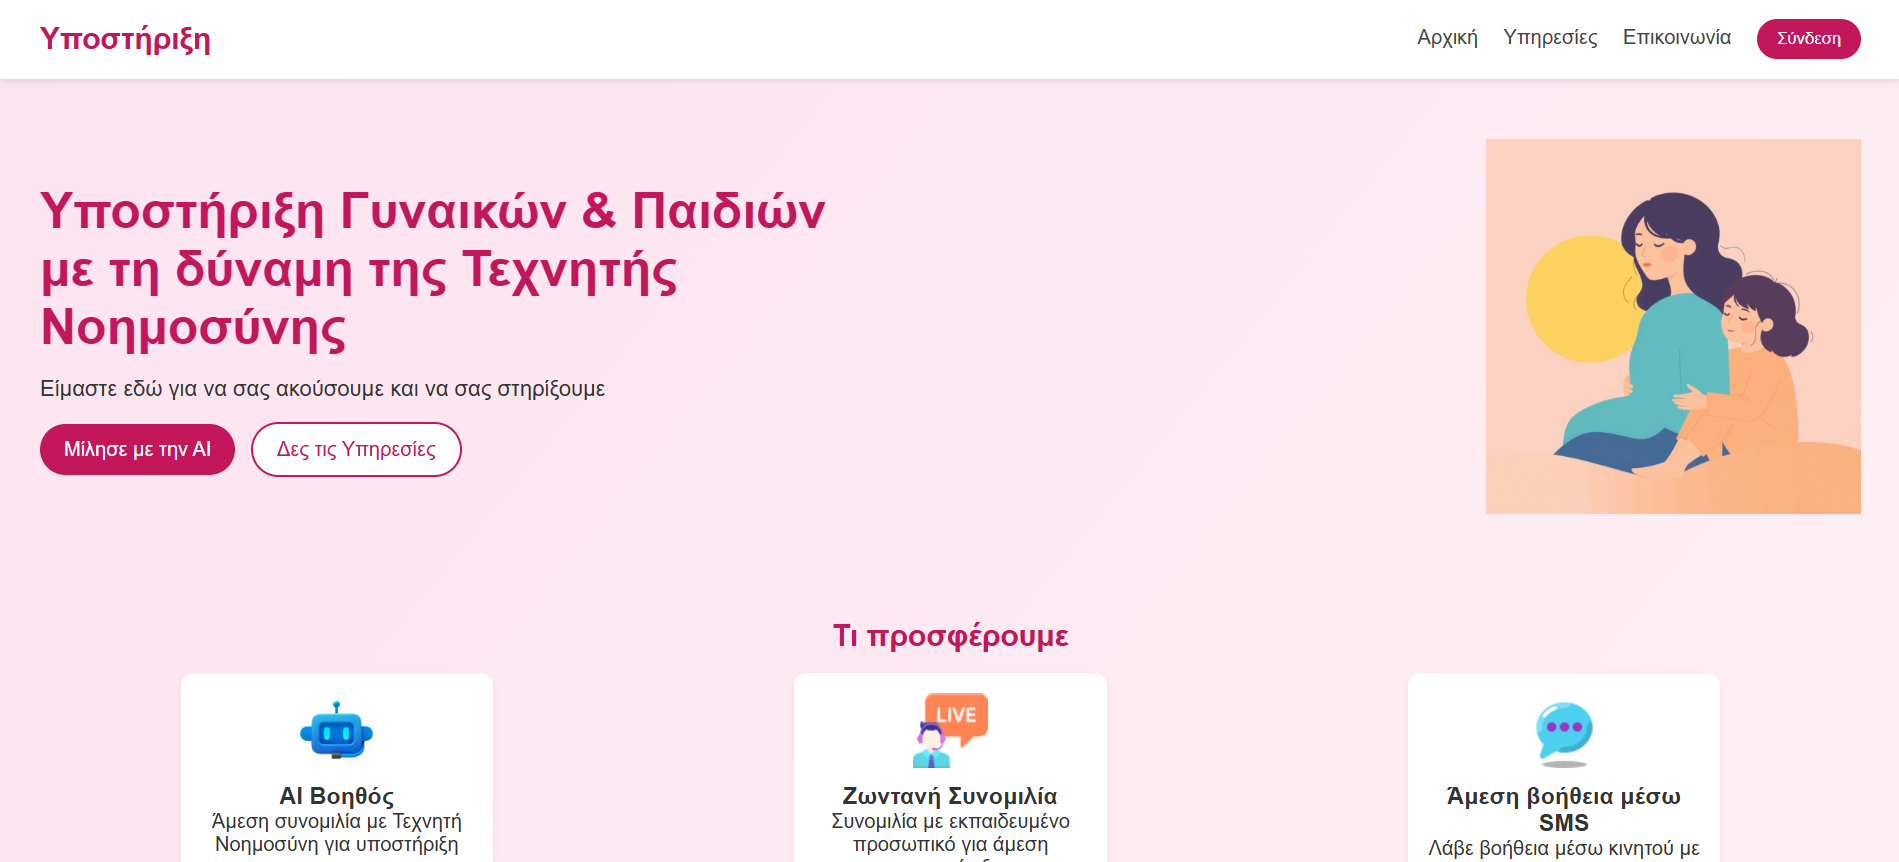 Υποστήριξη
Αρχική Υπηρεσίες Επικοινωνία Σύνδεση
Υποστήριξη Γυναικών & Παιδιών
με τη δύναμη της Τεχνητής
Νοημοσύνης
Είμαστε εδώ για να σας ακούσουμε και να σας στηρίξουμε
Μίλησε με την AI Δες τις Υπηρεσίες
Τι προσφέρουμε
AI Βοηθός
Άμεση συνομιλία με Τεχνητή
Νοημοσύνη για υποστήριξη
LIVE
Ζωντανή Συνομιλία
Συνομιλία με εκπαιδευμένο
προσωπικό για άμεση
Άμεση βοήθεια μέσω
SMS
Λάβε βοήθεια μέσω κινητού με